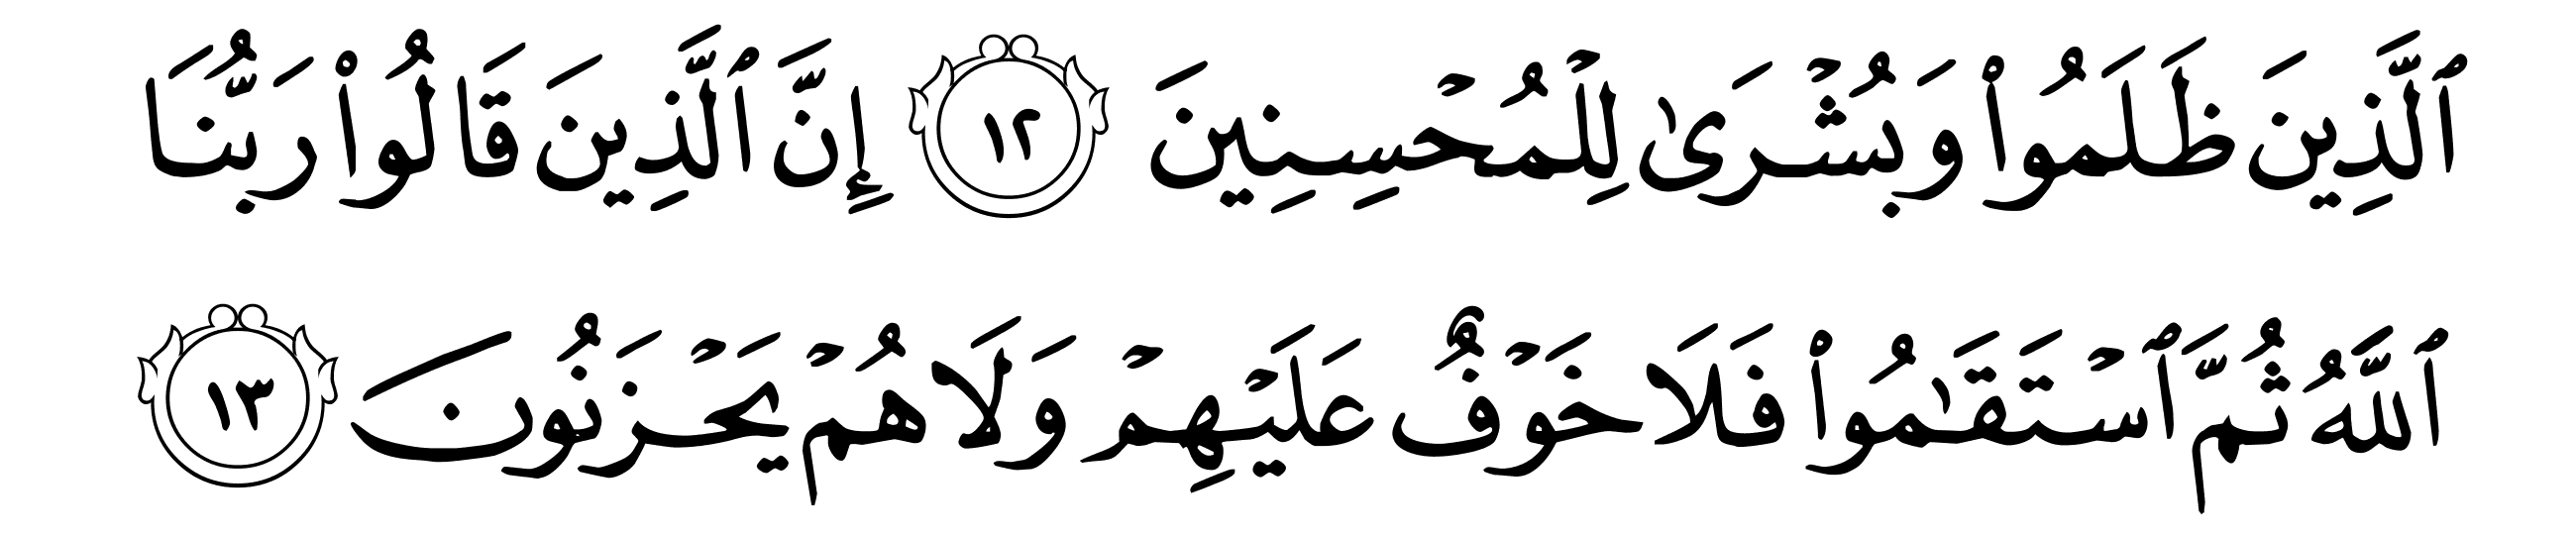 ٱلَّذِينَ ظَلَمُواْ وَبُشۡرَىٰ لِلۡمُحۡسِنِينَ ١٢ إِنَّ ٱلَّذِينَ قَالُواْ رَبُّنَا
ٱللَّهُ ثُمَّ ٱسۡتَقَٰمُواْ فَلَا خَوۡفٌ عَلَيۡهِمۡ وَلَا هُمۡ يَحۡزَنُونَ ١٣